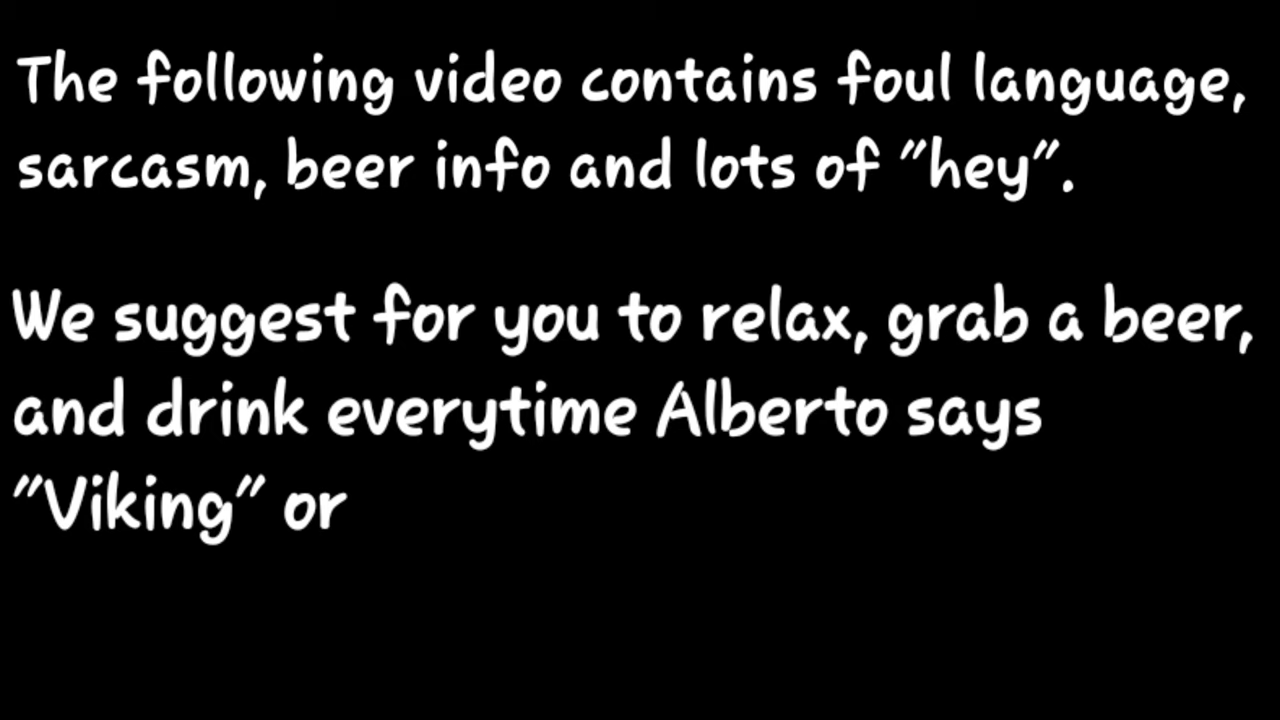 The following video contains foul language,
sarcasm, beer info and lots of "hey".
We suggest for you to relax, grab a beer,
and drink everytime Alberto says
"Viking" or